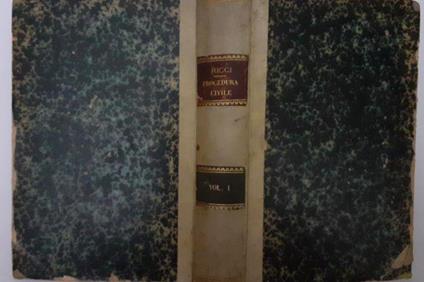 RICCI
PROCEDURA
CIVILE
VOL. I